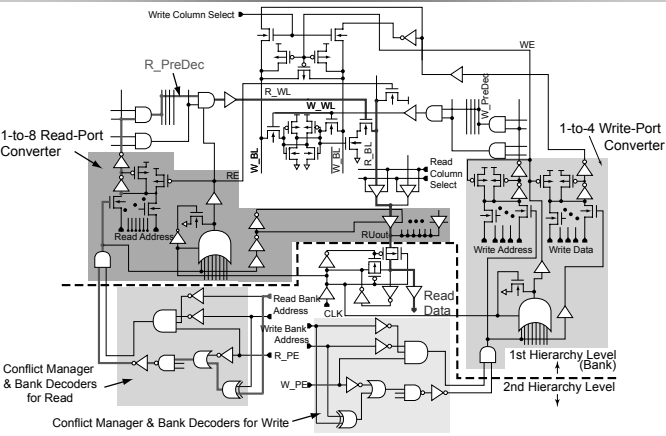 Write Column Select
WE
R_PreDec
R_WL
W_WL
W_PreDec
1-to-8 Read-Port
Converter
1-to-4 Write-Port
Converter
W_BL
W_BL
R_BL
Read
Column
Select
RE
Read Address
RUout
Write Address
Write Data
Read Bank
Address
CLK
Read
Data
Write Bank
Address
R_PE
W_PE
1st Hierarchy Level
(Bank)
2nd Hierarchy Level
Conflict Manager
& Bank Decoders
for Read
Conflict Manager & Bank Decoders for Write